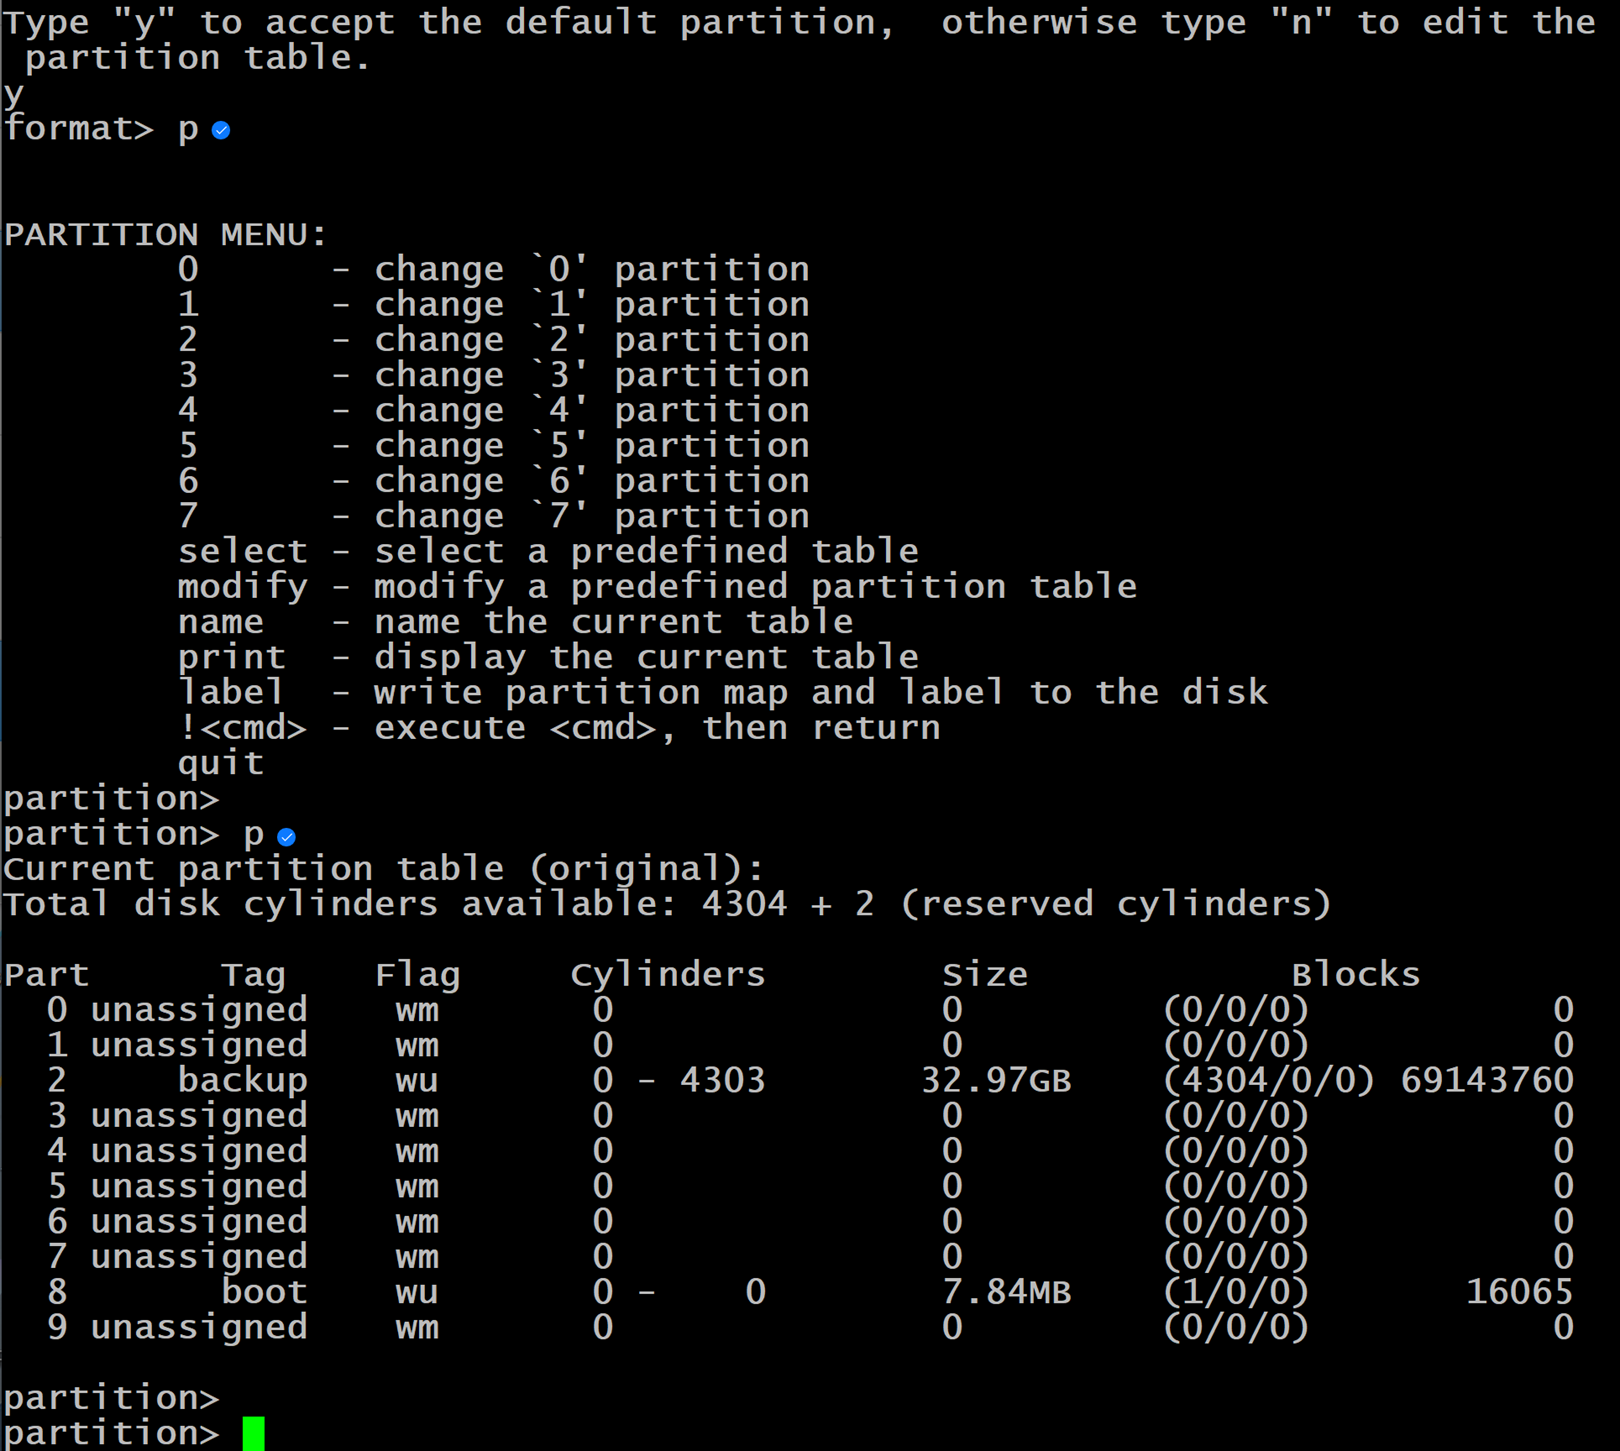 Type "y" to accept the default partition,  otherwise type "n" to edit the
 partition table.
y
format> p
PARTITION MENU:
        0      - change `0' partition
        1      - change `1' partition
        2      - change `2' partition
        3      - change `3' partition
        4      - change `4' partition
        5      - change `5' partition
        6      - change `6' partition
        7      - change `7' partition
        select - select a predefined table
        modify - modify a predefined partition table
        name   - name the current table
        print  - display the current table
        label  - write partition map and label to the disk
        !<cmd> - execute <cmd>, then return
        quit
partition>
partition> p
Current partition table (original):
Total disk cylinders available: 4304 + 2 (reserved cylinders)
Part      Tag    Flag     Cylinders        Size            Blocks
  0 unassigned    wm       0               0         (0/0/0)           0
  1 unassigned    wm       0               0         (0/0/0)           0
  2     backup    wu       0 - 4303       32.97GB    (4304/0/0) 69143760
  3 unassigned    wm       0               0         (0/0/0)           0
  4 unassigned    wm       0               0         (0/0/0)           0
  5 unassigned    wm       0               0         (0/0/0)           0
  6 unassigned    wm       0               0         (0/0/0)           0
  7 unassigned    wm       0               0         (0/0/0)           0
  8       boot    wu       0 -    0        7.84MB    (1/0/0)       16065
  9 unassigned    wm       0               0         (0/0/0)           0
partition>
partition>